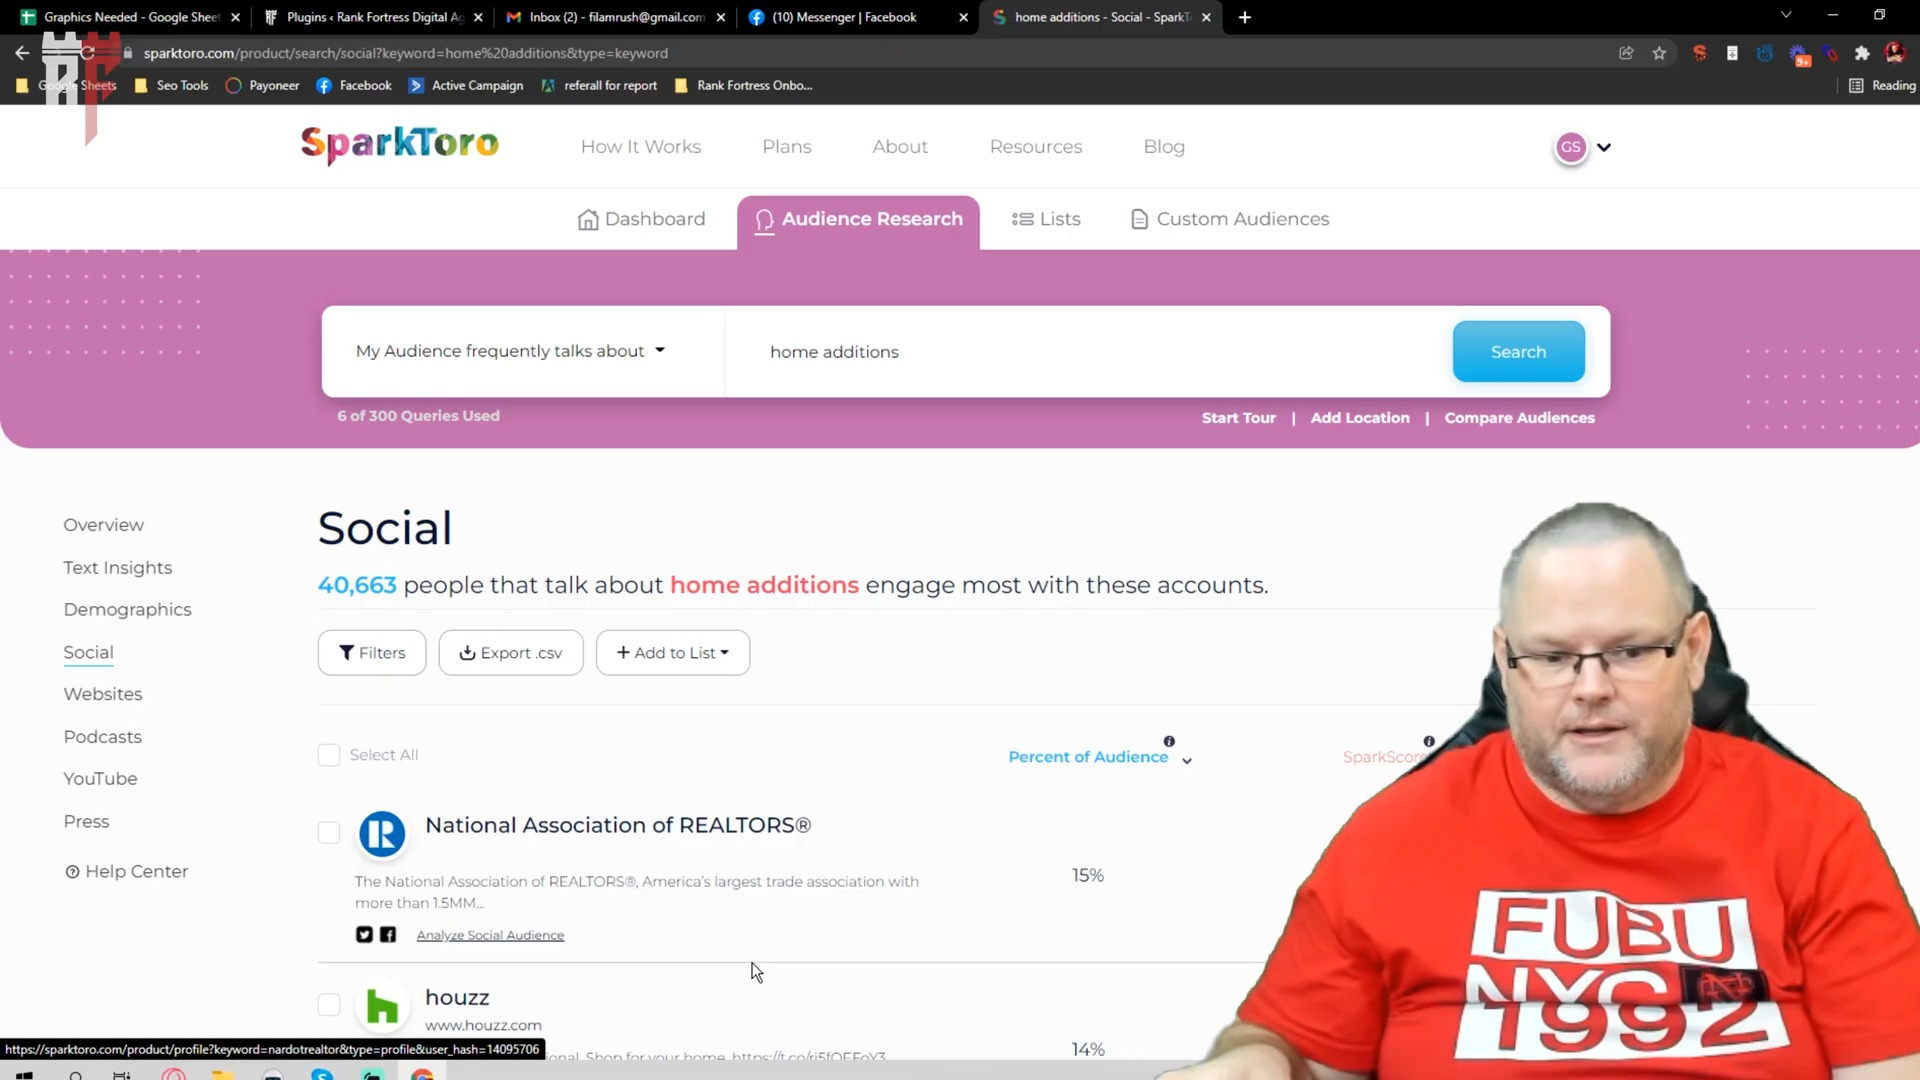 Graphics Needed - Google Sheet
Plugins ‹ Rank Fortress Digital Ag
Inbox (2) - filamrush@gmail.com
(10) Messenger | Facebook
home additions - Social - SparkT
sparktoro.com/product/search/social?keyword=home%20additions&type=keyword
9+
RF
Google Sheets
Seo Tools
Payoneer
Facebook
Active Campaign
referall for report
Rank Fortress Onbo...
Reading
SparkToro
How It Works
Plans
About
Resources
Blog
GS
Dashboard
Audience Research
Lists
Custom Audiences
My Audience frequently talks about
home additions
Search
6 of 300 Queries Used
Start Tour | Add Location | Compare Audiences
Overview
Text Insights
Demographics
Social
Websites
Podcasts
YouTube
Press
Help Center
Social
40,663 people that talk about home additions engage most with these accounts.
Filters
Export .csv
+ Add to List
Select All
Percent of Audience
SparkScore
National Association of REALTORS®
The National Association of REALTORS®, America's largest trade association with
more than 1.5MM...
15%
Analyze Social Audience
houzz
www.houzz.com
14%
https://sparktoro.com/product/profile?keyword=nardotrealtor&type=profile&user_hash=14095706
FUBU
NYC
1992